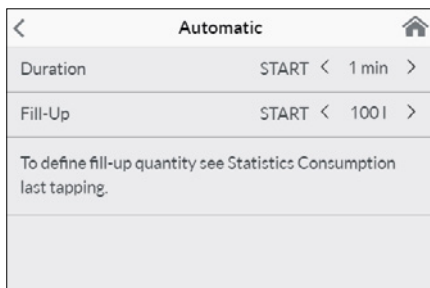 Automatic
Duration START < 1 min >
Fill-Up START < 100 l >
To define fill-up quantity see Statistics Consumption
last tapping.